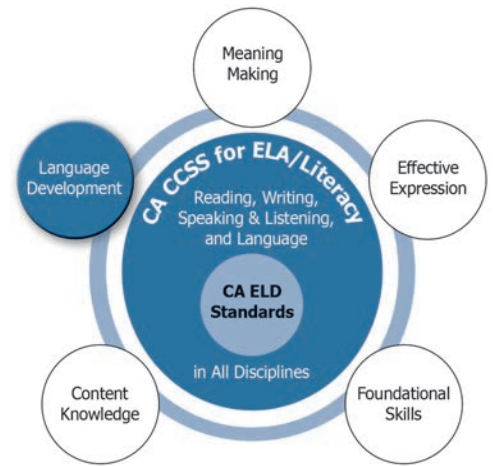 Meaning
Making
Language
Development
Effective
Expression
CA CCSS for ELA/Literacy
Reading, Writing,
Speaking & Listening,
and Language
CA ELD
Standards
in All Disciplines
Content
Knowledge
Foundational
Skills